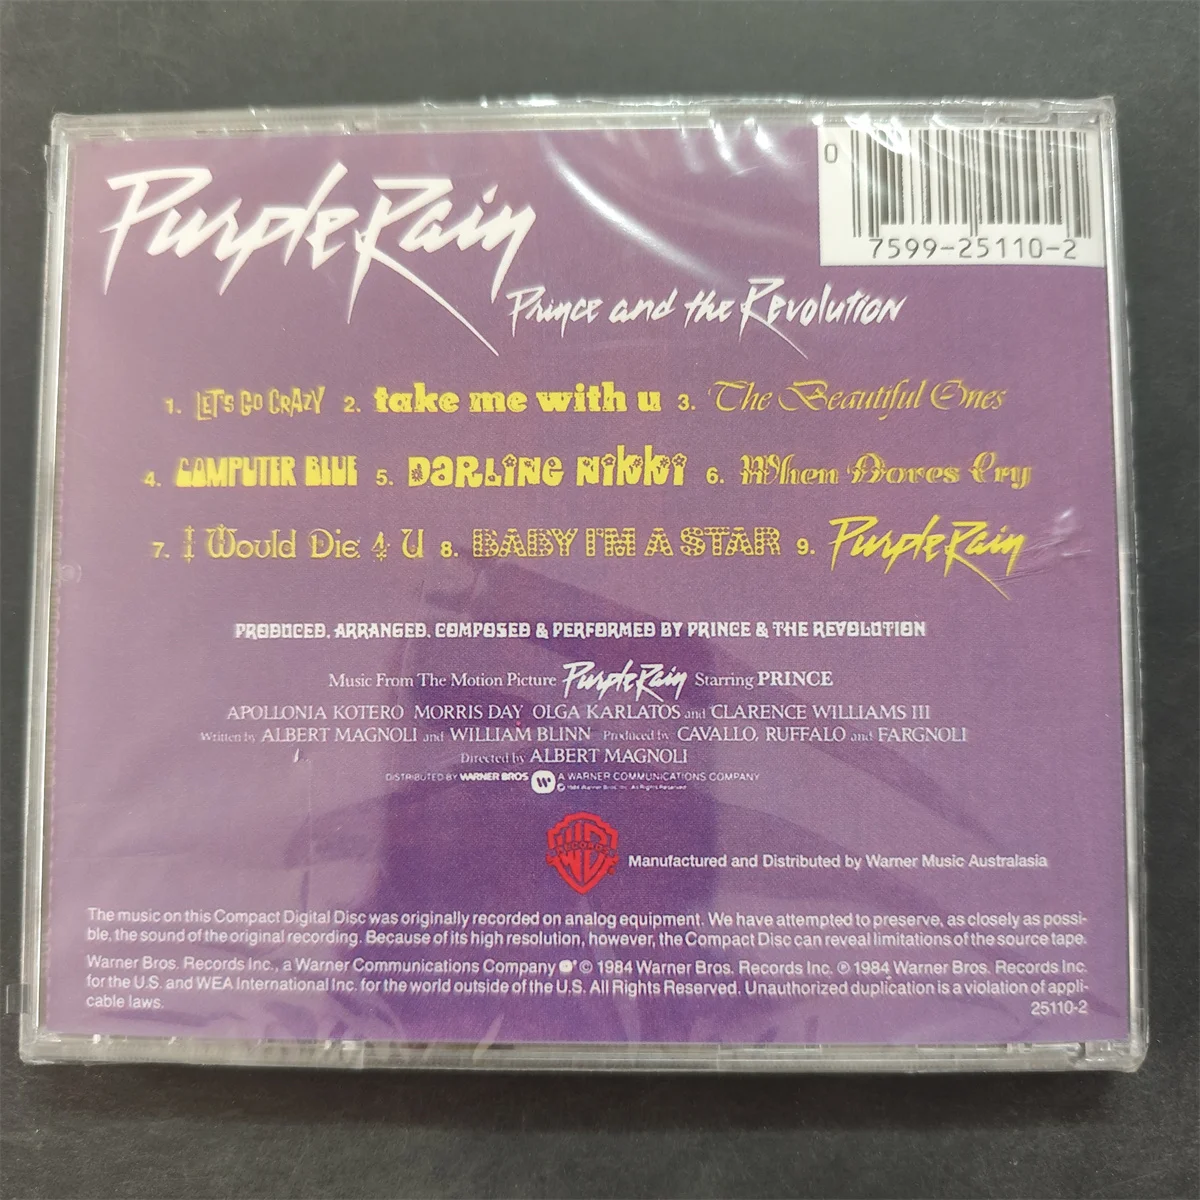 Purple Rain
0
7599-25110-2
Prince and the Revolution
1. LET'S GO CRAZY 2. take me with u 3. The Beautiful Ones
4. COMPUTER BLUE 5. DARLING NIKKI 6. When Doves Cry
7. I Would Die 4 U 8. BABY I'M A STAR 9. Purple Rain
PRODUCED, ARRANGED, COMPOSED & PERFORMED BY PRINCE & THE REVOLUTION
Music From The Motion Picture Purple Rain Starring PRINCE
APOLLONIA KOTERO MORRIS DAY OLGA KARLATOS and CLARENCE WILLIAMS III
Written by ALBERT MAGNOLI and WILLIAM BLINN Produced by CAVALLO, RUFFALO and FARGNOLI
Directed by ALBERT MAGNOLI
DISTRIBUTED BY WARNER BROS A WARNER COMMUNICATIONS COMPANY
© 1984 Warner Bros. Inc. All Rights Reserved
RECORDS
Manufactured and Distributed by Warner Music Australasia
The music on this Compact Digital Disc was originally recorded on analog equipment. We have attempted to preserve, as closely as possi-
ble, the sound of the original recording. Because of its high resolution, however, the Compact Disc can reveal limitations of the source tape.
Warner Bros. Records Inc., a Warner Communications Company © 1984 Warner Bros. Records Inc. ℗ 1984 Warner Bros. Records Inc.
for the U.S. and WEA International Inc. for the world outside of the U.S. All Rights Reserved. Unauthorized duplication is a violation of appli-
cable laws.
25110-2